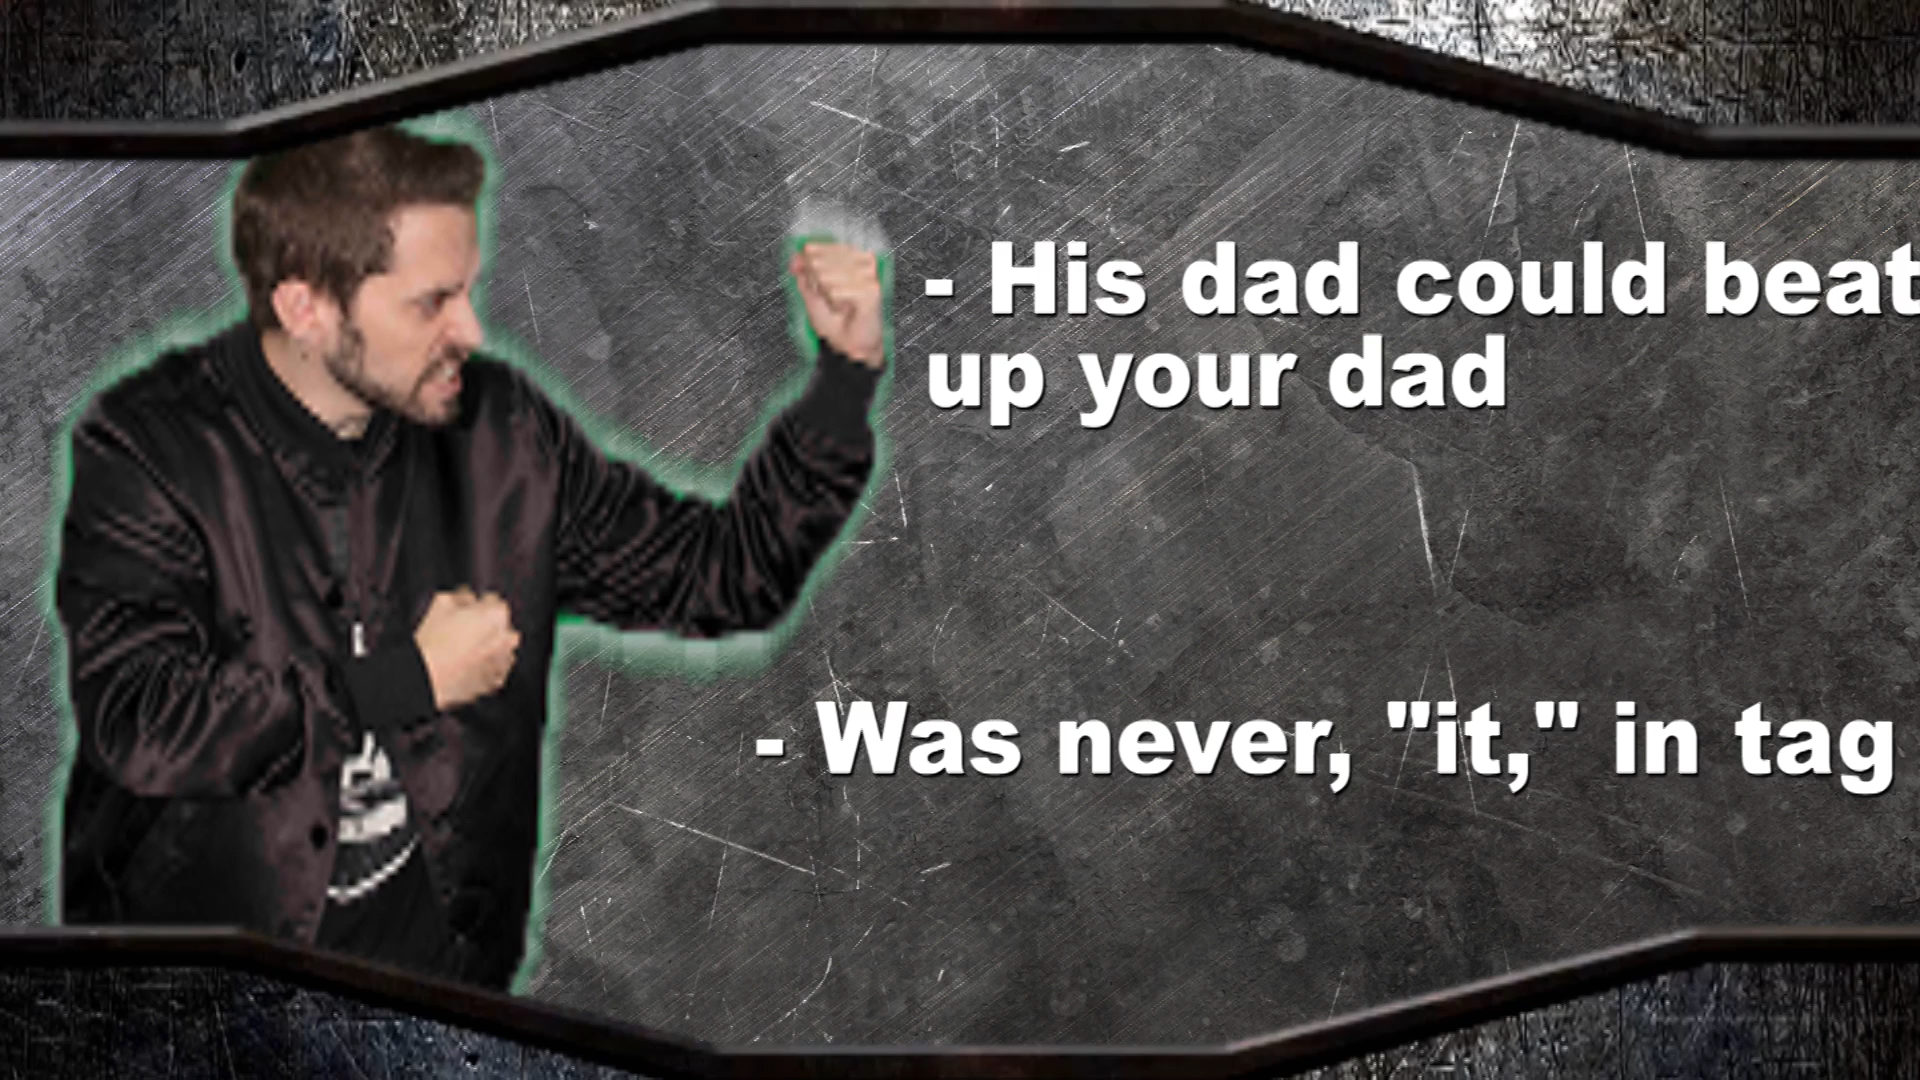 - His dad could beat
up your dad
- Was never, "it," in tag